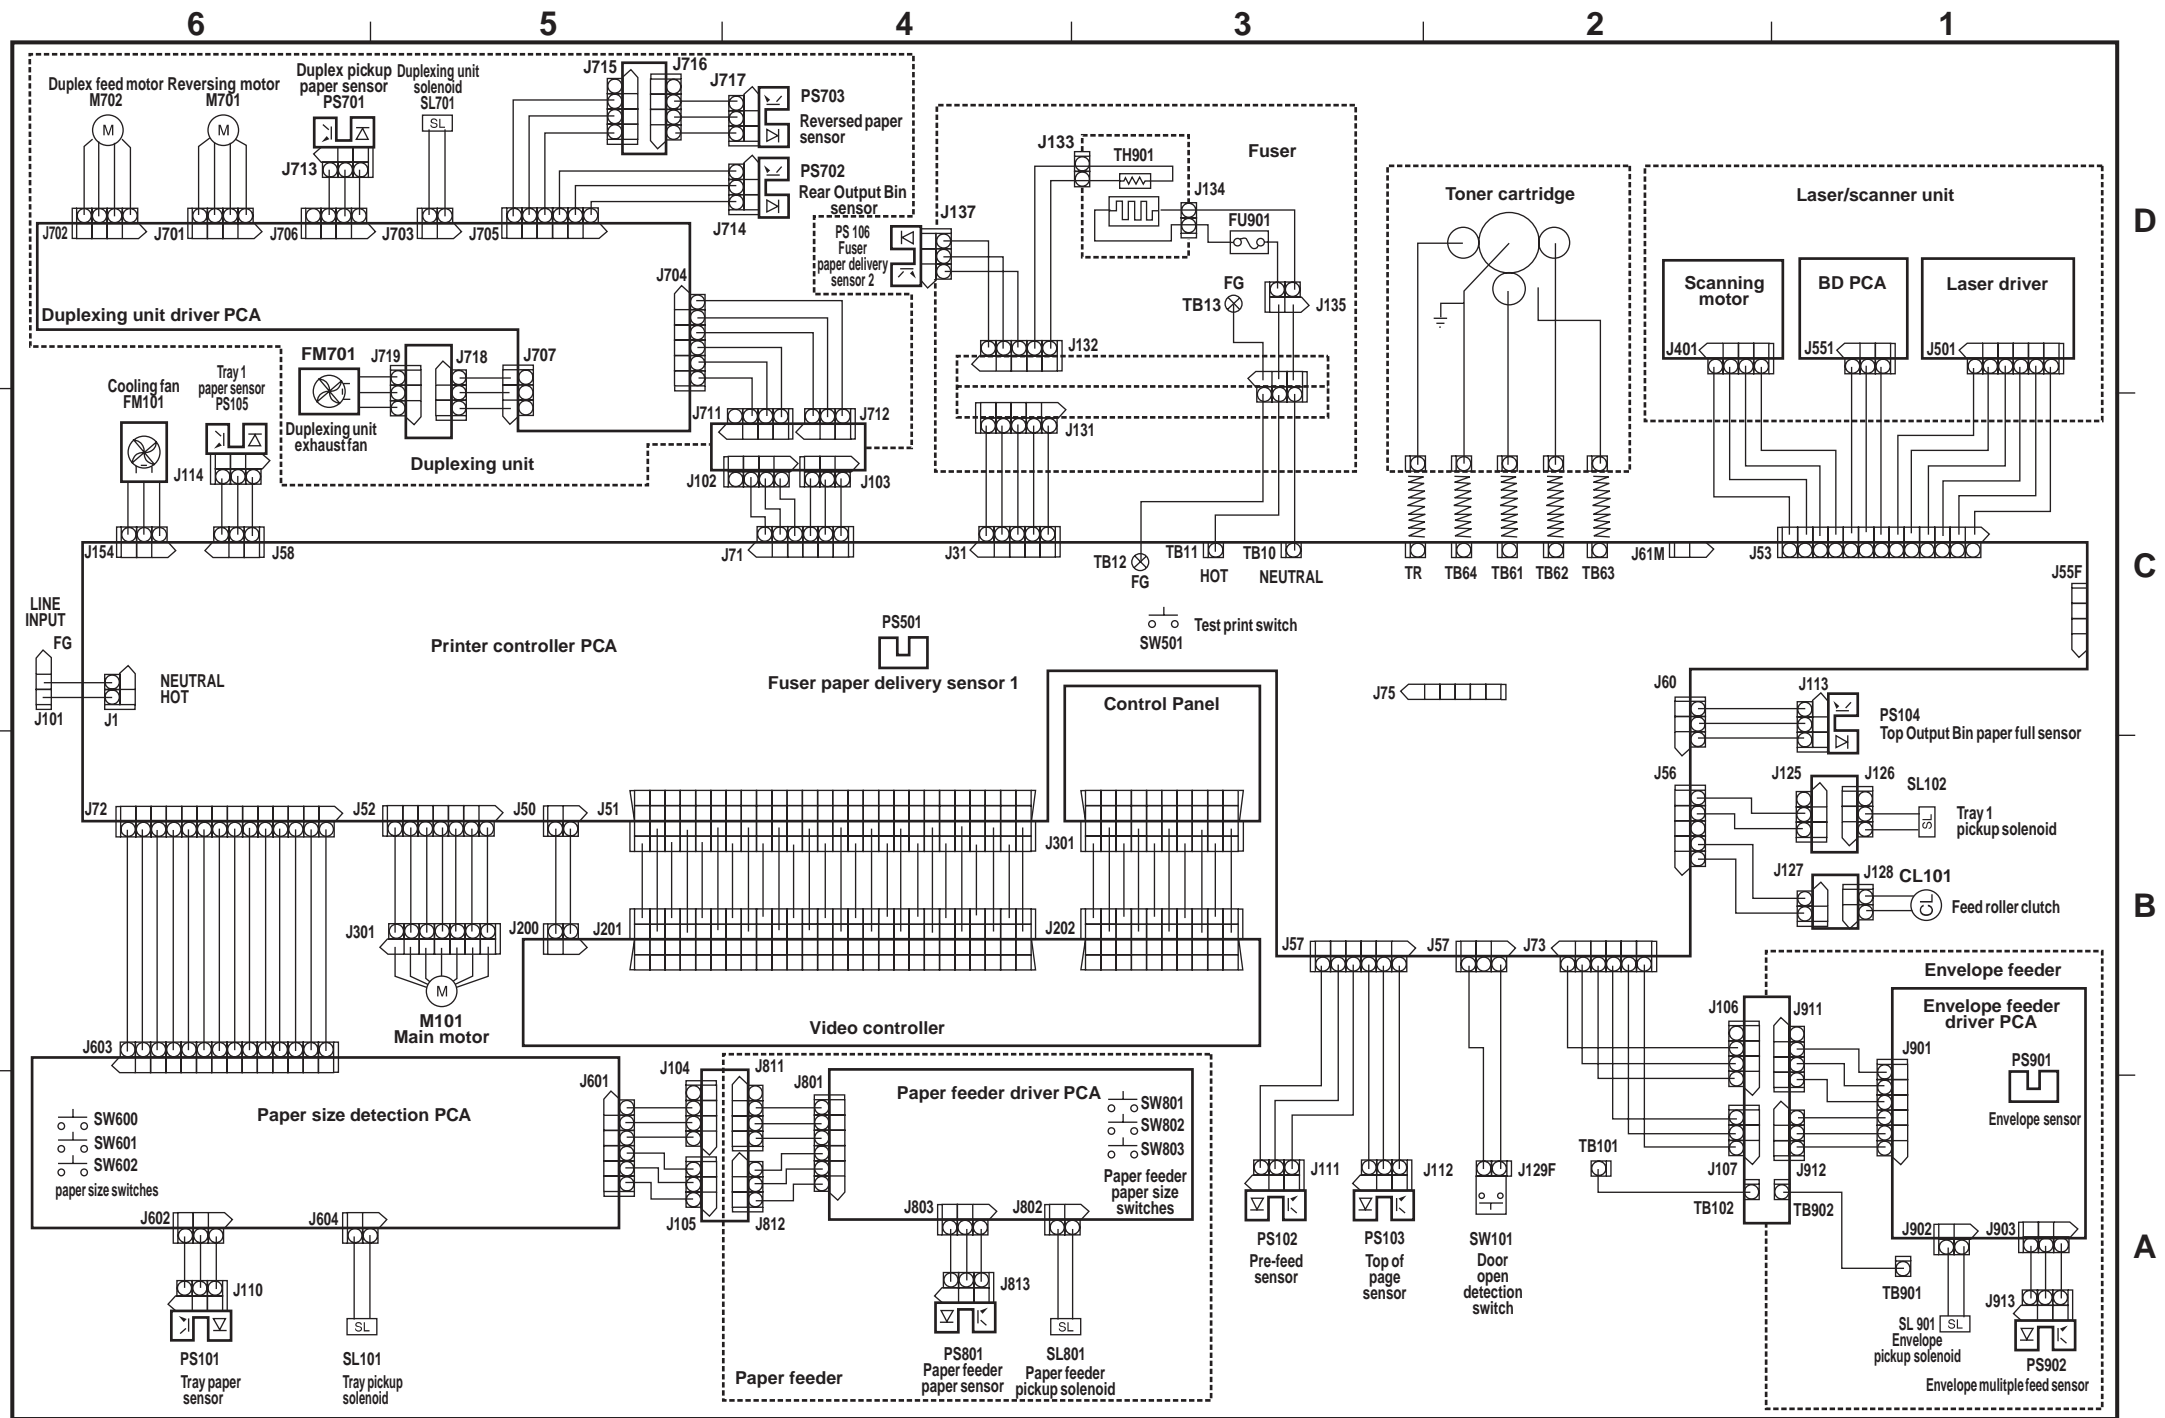 6 5 4 3 2 1
Duplex feed motor
M702
Reversing motor
M701
Duplex pickup
paper sensor
PS701
Duplexing unit
solenoid
SL701
M
M
SL
J713
J702
J701
J706
J703
J705
J715
J716
J717
PS703
Reversed paper
sensor
PS702
Rear Output Bin
sensor
J714
J704
Duplexing unit driver PCA
FM701
J719
J718
J707
Duplexing unit
exhaust fan
Duplexing unit
J711
J712
J102
J103
Cooling fan
FM101
Tray 1
paper sensor
PS105
J114
J154
J58
J71
PS 106
Fuser
paper delivery
sensor 2
J137
J133
TH901
J134
FU901
Fuser
FG
TB13
J135
J132
J131
J31
TB12
FG
TB11
HOT
TB10
NEUTRAL
Toner cartridge
TR
TB64
TB61
TB62
TB63
Laser/scanner unit
Scanning
motor
BD PCA
Laser driver
J401
J551
J501
J61M
J53
J55F
D
C
B
A
LINE
INPUT
FG
J101
J1
NEUTRAL
HOT
Printer controller PCA
PS501
Fuser paper delivery sensor 1
SW501
Test print switch
Control Panel
J75
J60
J113
PS104
Top Output Bin paper full sensor
J56
J125
J126
SL102
SL
Tray 1
pickup solenoid
J127
J128
CL101
CL
Feed roller clutch
J72
J52
J50
J51
J301
J301
J200
J201
J202
M
M101
Main motor
Video controller
J57
J57
J73
J603
Paper size detection PCA
SW600
SW601
SW602
paper size switches
J601
J602
J604
J110
PS101
Tray paper
sensor
SL
SL101
Tray pickup
solenoid
J104
J811
J801
J105
J812
Paper feeder driver PCA
SW801
SW802
SW803
Paper feeder
paper size
switches
J803
J802
J813
PS801
Paper feeder
paper sensor
SL
SL801
Paper feeder
pickup solenoid
Paper feeder
J111
PS102
Pre-feed
sensor
J112
PS103
Top of
page
sensor
J129F
SW101
Door
open
detection
switch
TB101
J106
J911
J107
J912
TB102
TB902
Envelope feeder
Envelope feeder
driver PCA
J901
PS901
Envelope sensor
J902
J903
TB901
SL 901
SL
Envelope
pickup solenoid
J913
PS902
Envelope mulitple feed sensor